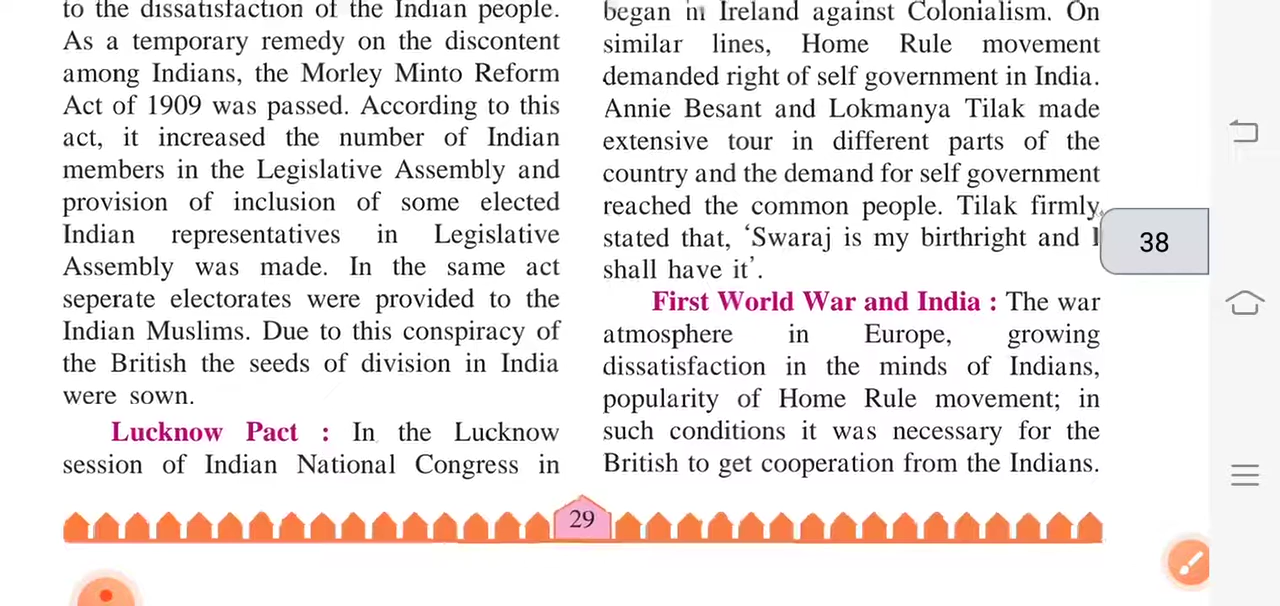 to the dissatisfaction of the Indian people.
As a temporary remedy on the discontent
among Indians, the Morley Minto Reform
Act of 1909 was passed. According to this
act, it increased the number of Indian
members in the Legislative Assembly and
provision of inclusion of some elected
Indian representatives in Legislative
Assembly was made. In the same act
seperate electorates were provided to the
Indian Muslims. Due to this conspiracy of
the British the seeds of division in India
were sown.
Lucknow Pact : In the Lucknow
session of Indian National Congress in
began in Ireland against Colonialism. On
similar lines, Home Rule movement
demanded right of self government in India.
Annie Besant and Lokmanya Tilak made
extensive tour in different parts of the
country and the demand for self government
reached the common people. Tilak firmly
stated that, ‘Swaraj is my birthright and I
shall have it’.
First World War and India : The war
atmosphere in Europe, growing
dissatisfaction in the minds of Indians,
popularity of Home Rule movement; in
such conditions it was necessary for the
British to get cooperation from the Indians.
29
38